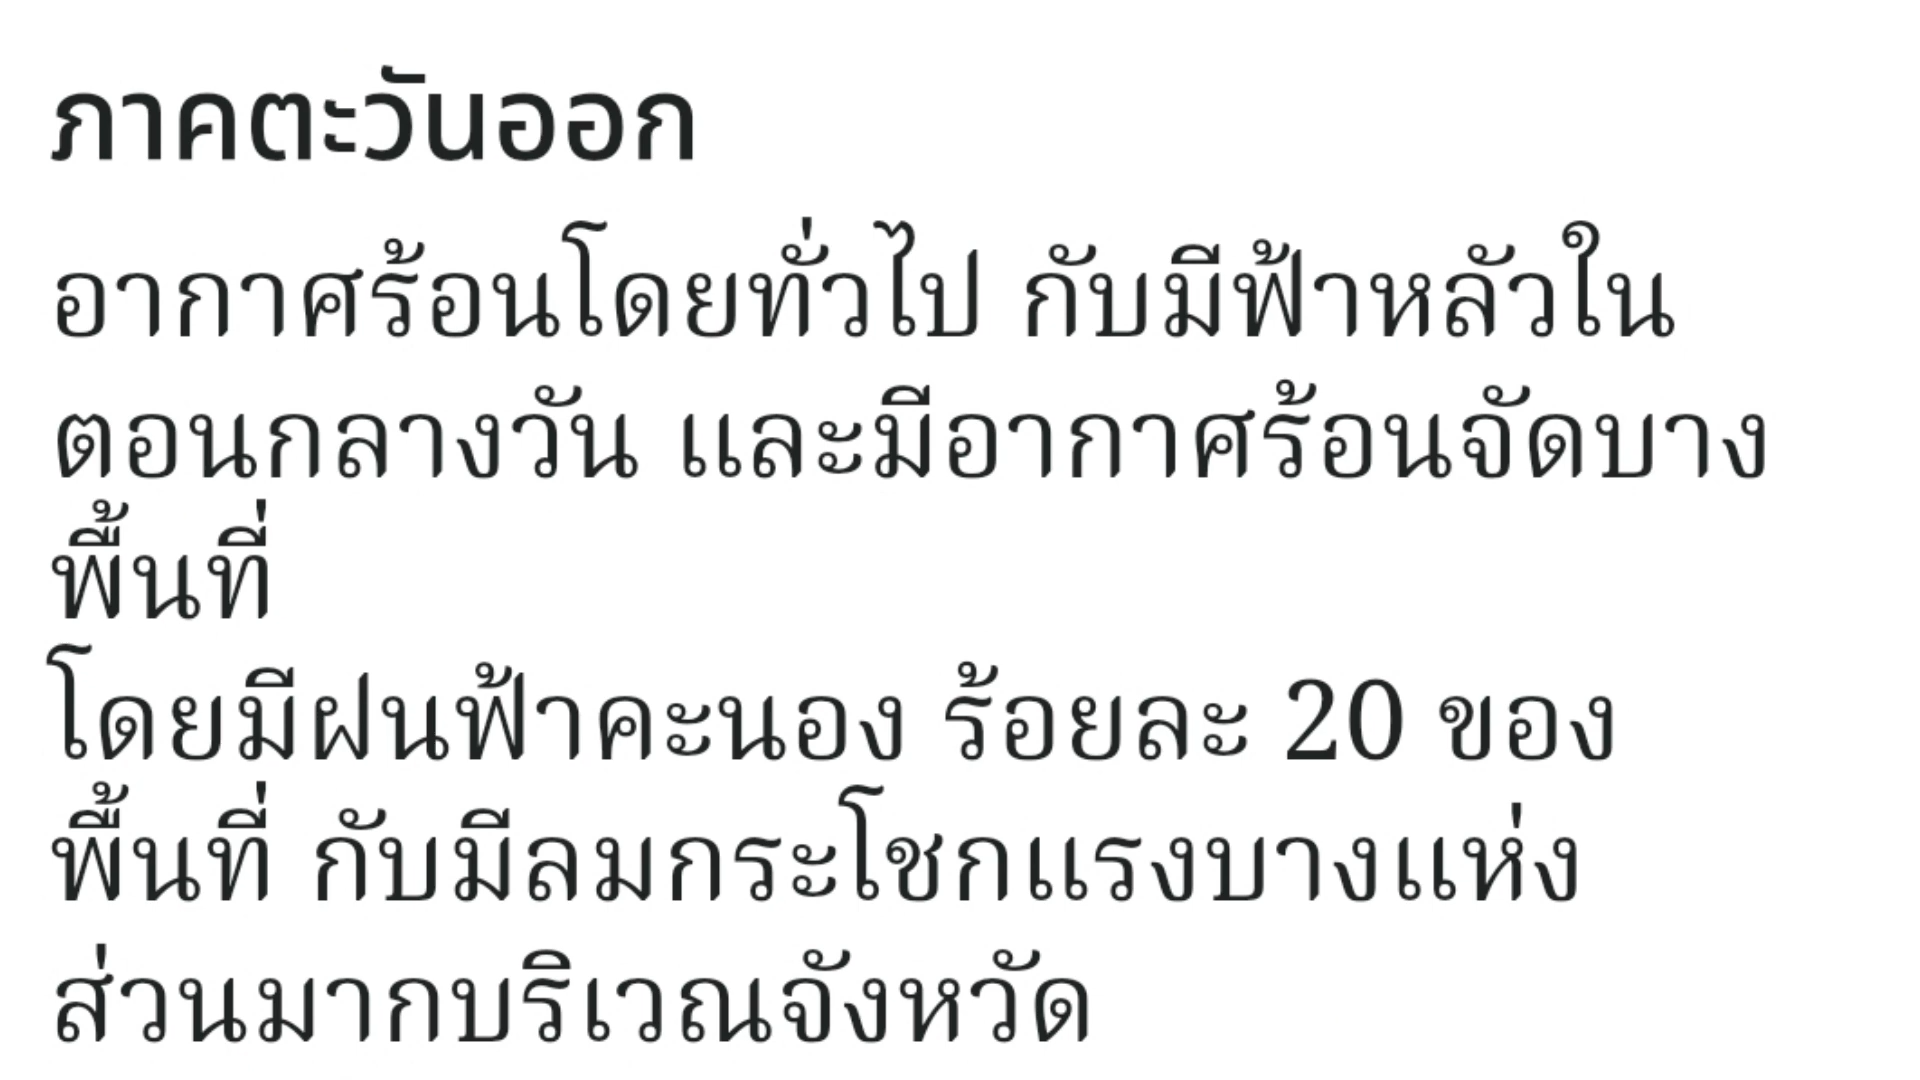 ภาคตะวันออก
อากาศร้อนโดยทั่วไป กับมีฟ้าหลัวใน
ตอนกลางวัน และมีอากาศร้อนจัดบาง
พื้นที่
โดยมีฝนฟ้าคะนอง ร้อยละ 20 ของ
พื้นที่ กับมีลมกระโชกแรงบางแห่ง
ส่วนมากบริเวณจังหวัด